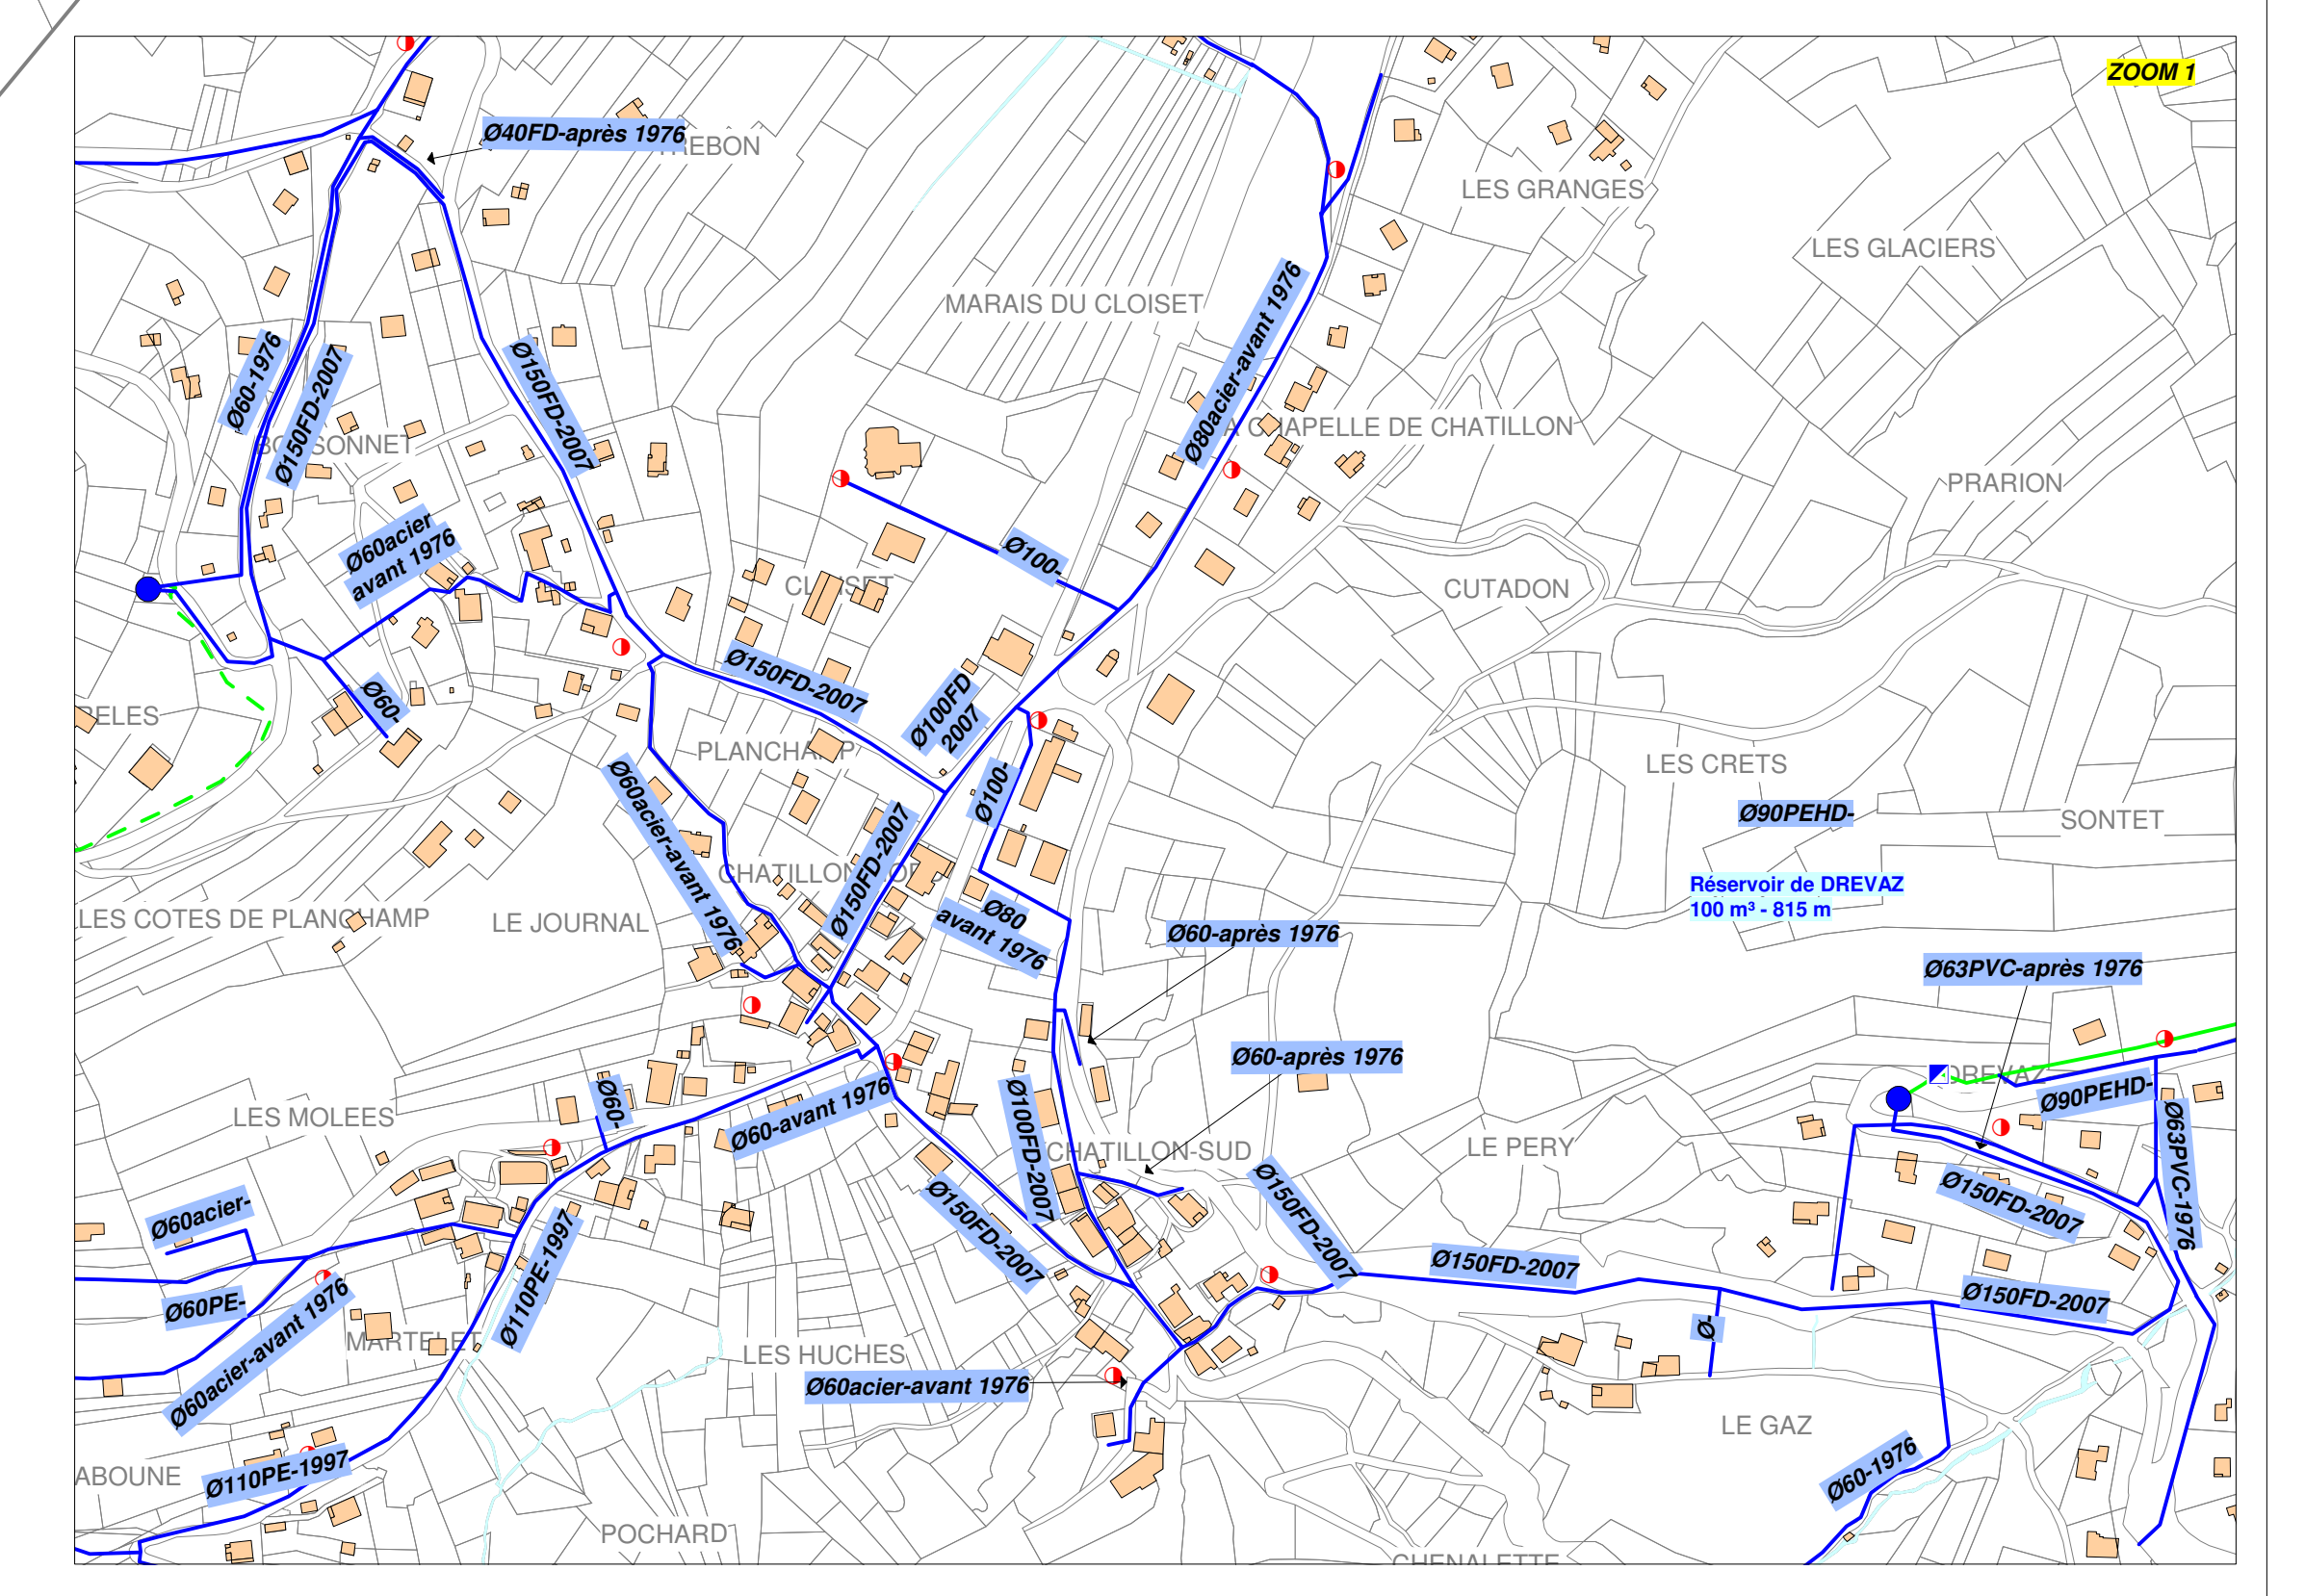 ZOOM 1
Ø40FD-après 1976
LES GRANGES
LES GLACIERS
MARAIS DU CLOISET
Ø80acier-avant 1976
Ø60-1976
Ø150FD-2007
Ø150FD-2007
CHAPELLE DE CHATILLON
PRARION
Ø60acier
avant 1976
Ø100-
CUTADON
Ø150FD-2007
Ø60-
Ø100FD
2007
PLANCHAMP
LES CRETS
Ø100-
Ø90PEHD-
SONTET
Ø60acier-avant 1976
Ø150FD-2007
Réservoir de DREVAZ
100 m³ - 815 m
LES COTES DE PLANCHAMP
LE JOURNAL
Ø80
avant 1976
Ø60-après 1976
Ø63PVC-après 1976
Ø60-après 1976
DREVAZ
Ø90PEHD-
Ø60-
Ø60-avant 1976
LES MOLEES
Ø100FD-2007
CHATILLON-SUD
LE PERY
Ø63PVC-1976
Ø60acier-
Ø150FD-2007
Ø150FD-2007
Ø150FD-2007
Ø150FD-2007
Ø110PE-1997
Ø60PE-
Ø150FD-2007
Ø60acier-avant 1976
MARTELET
LES HUCHES
Ø-
Ø60acier-avant 1976
LE GAZ
ABOUNE
Ø110PE-1997
Ø60-1976
POCHARD
CHENALETTE